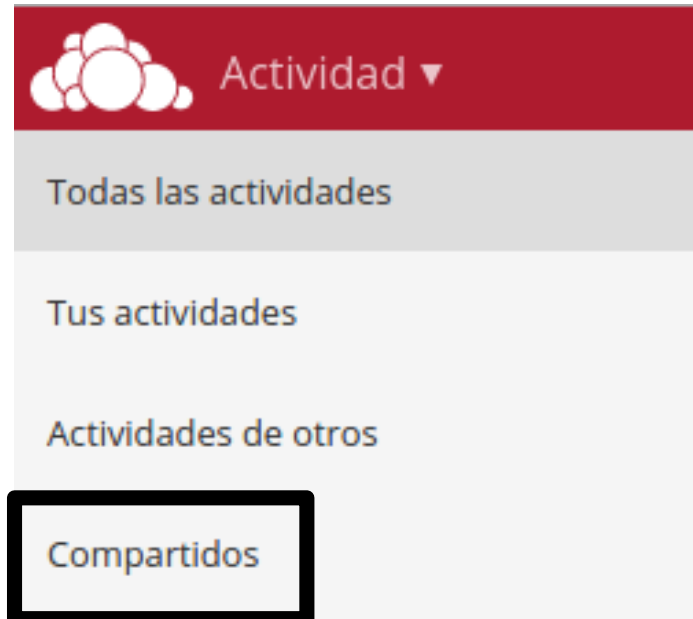 Actividad ▾
Todas las actividades
Tus actividades
Actividades de otros
Compartidos